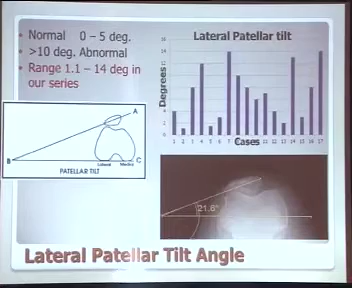 Normal 0 – 5 deg.
>10 deg. Abnormal
Range 1.1 – 14 deg in
our series
Lateral Patellar tilt
Degrees
16
14
12
10
8
6
4
2
0
1 2 3 4 5 6 7 8 9 10 11 12 14 15 16 17
Cases
A
B
C
Lateral Medial
PATELLAR TILT
21.6°
Lateral Patellar Tilt Angle